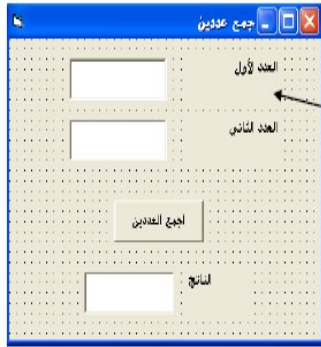 جمع عددين
العدد الأول
العدد الثاني
اجمع العددين
الناتج